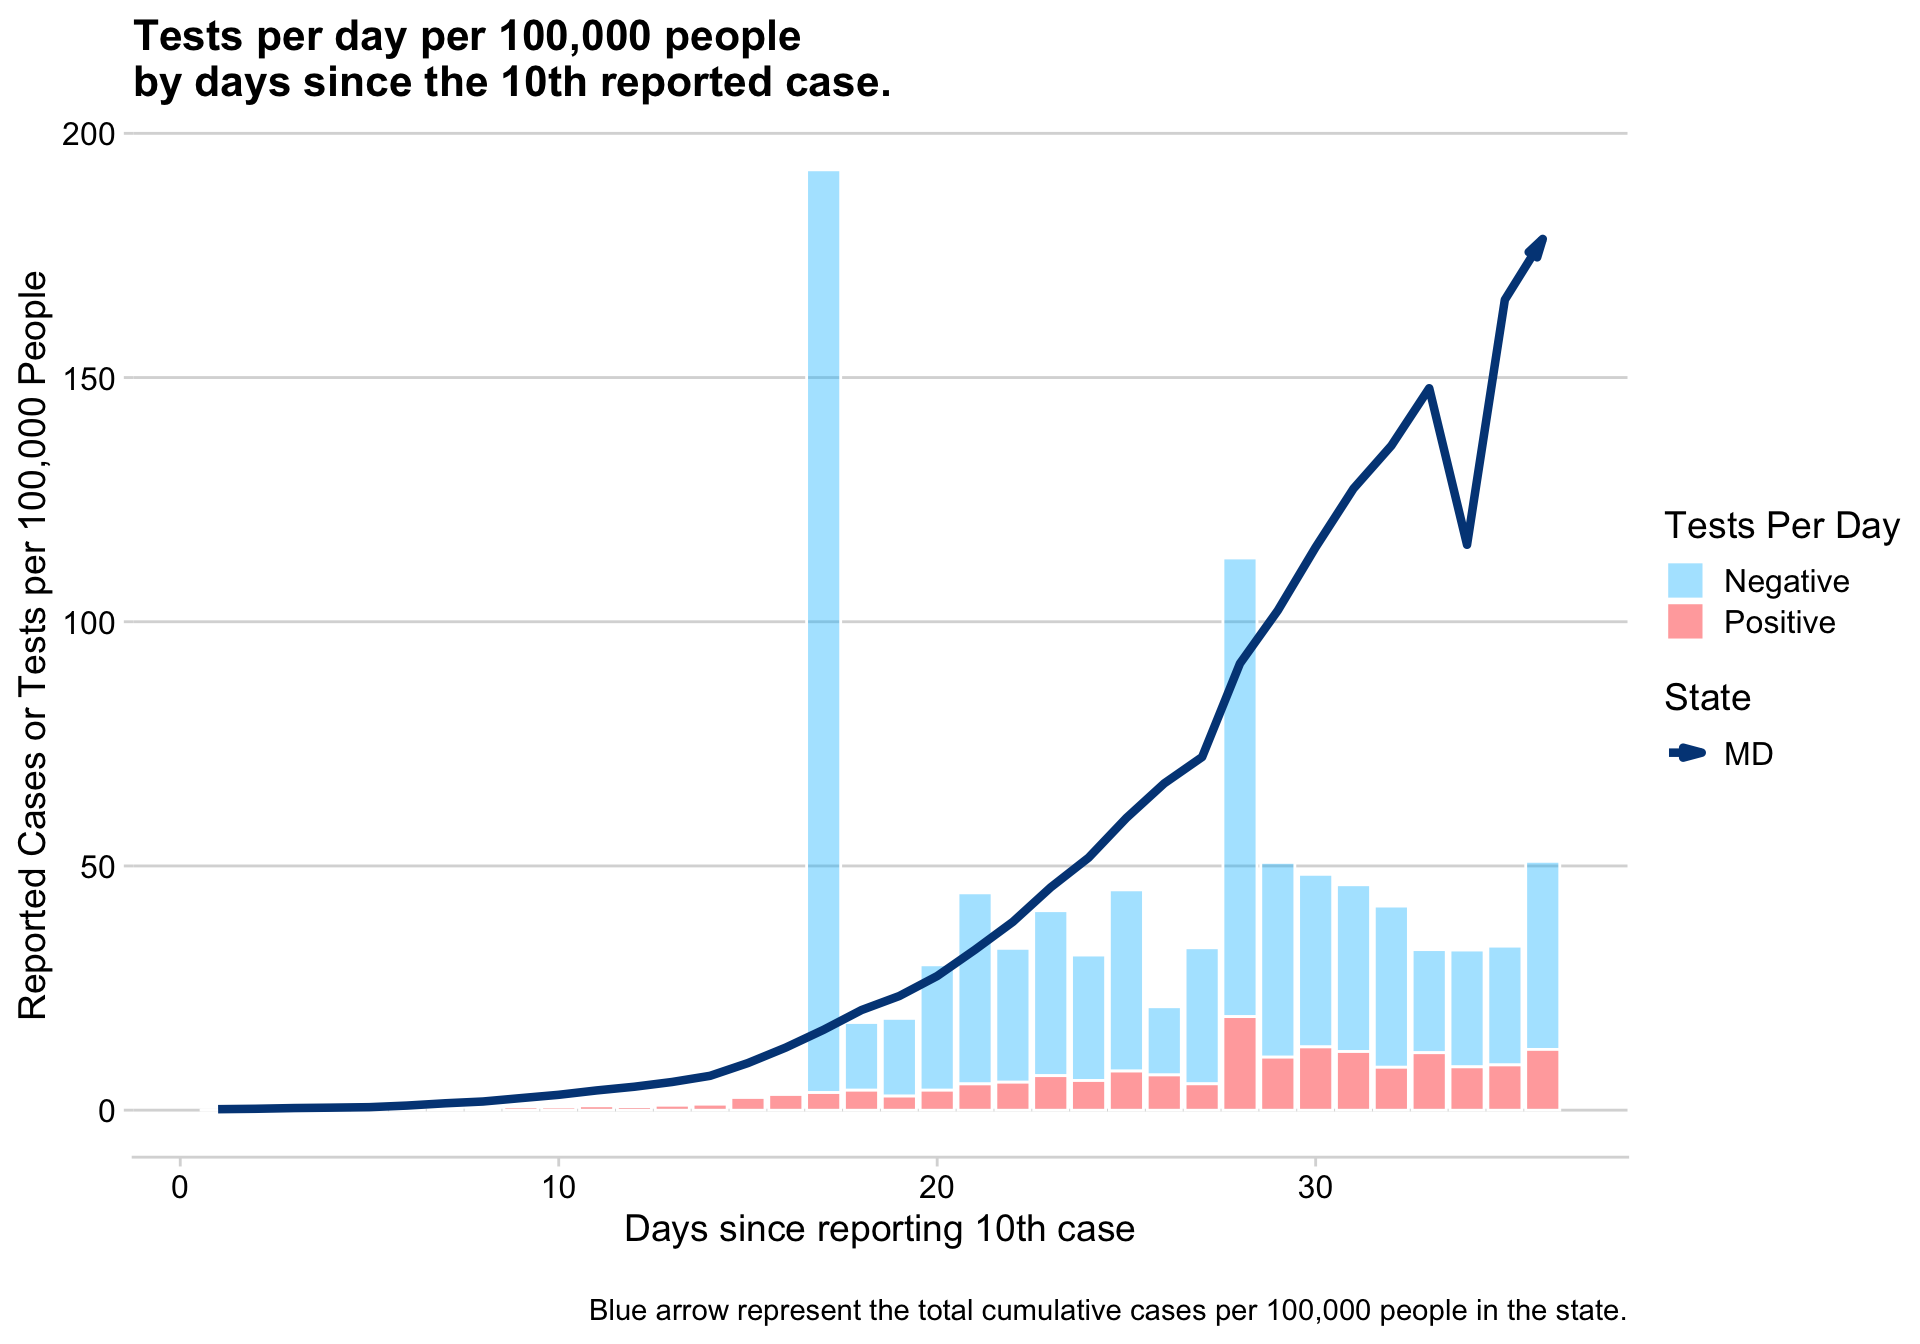 Tests per day per 100,000 people
by days since the 10th reported case.
Reported Cases or Tests per 100,000 People
200
150
100
50
0
0 10 20 30
Days since reporting 10th case
Tests Per Day
Negative
Positive
State
MD
Blue arrow represent the total cumulative cases per 100,000 people in the state.